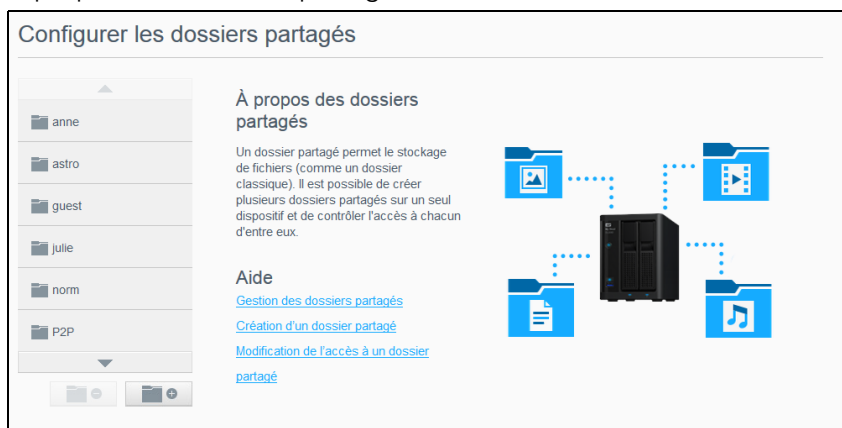 Configurer les dossiers partagés
anne
astro
guest
julie
norm
P2P
À propos des dossiers
partagés
Un dossier partagé permet le stockage
de fichiers (comme un dossier
classique). Il est possible de créer
plusieurs dossiers partagés sur un seul
dispositif et de contrôler l'accès à chacun
d'entre eux.
Aide
Gestion des dossiers partagés
Création d'un dossier partagé
Modification de l'accès à un dossier
partagé